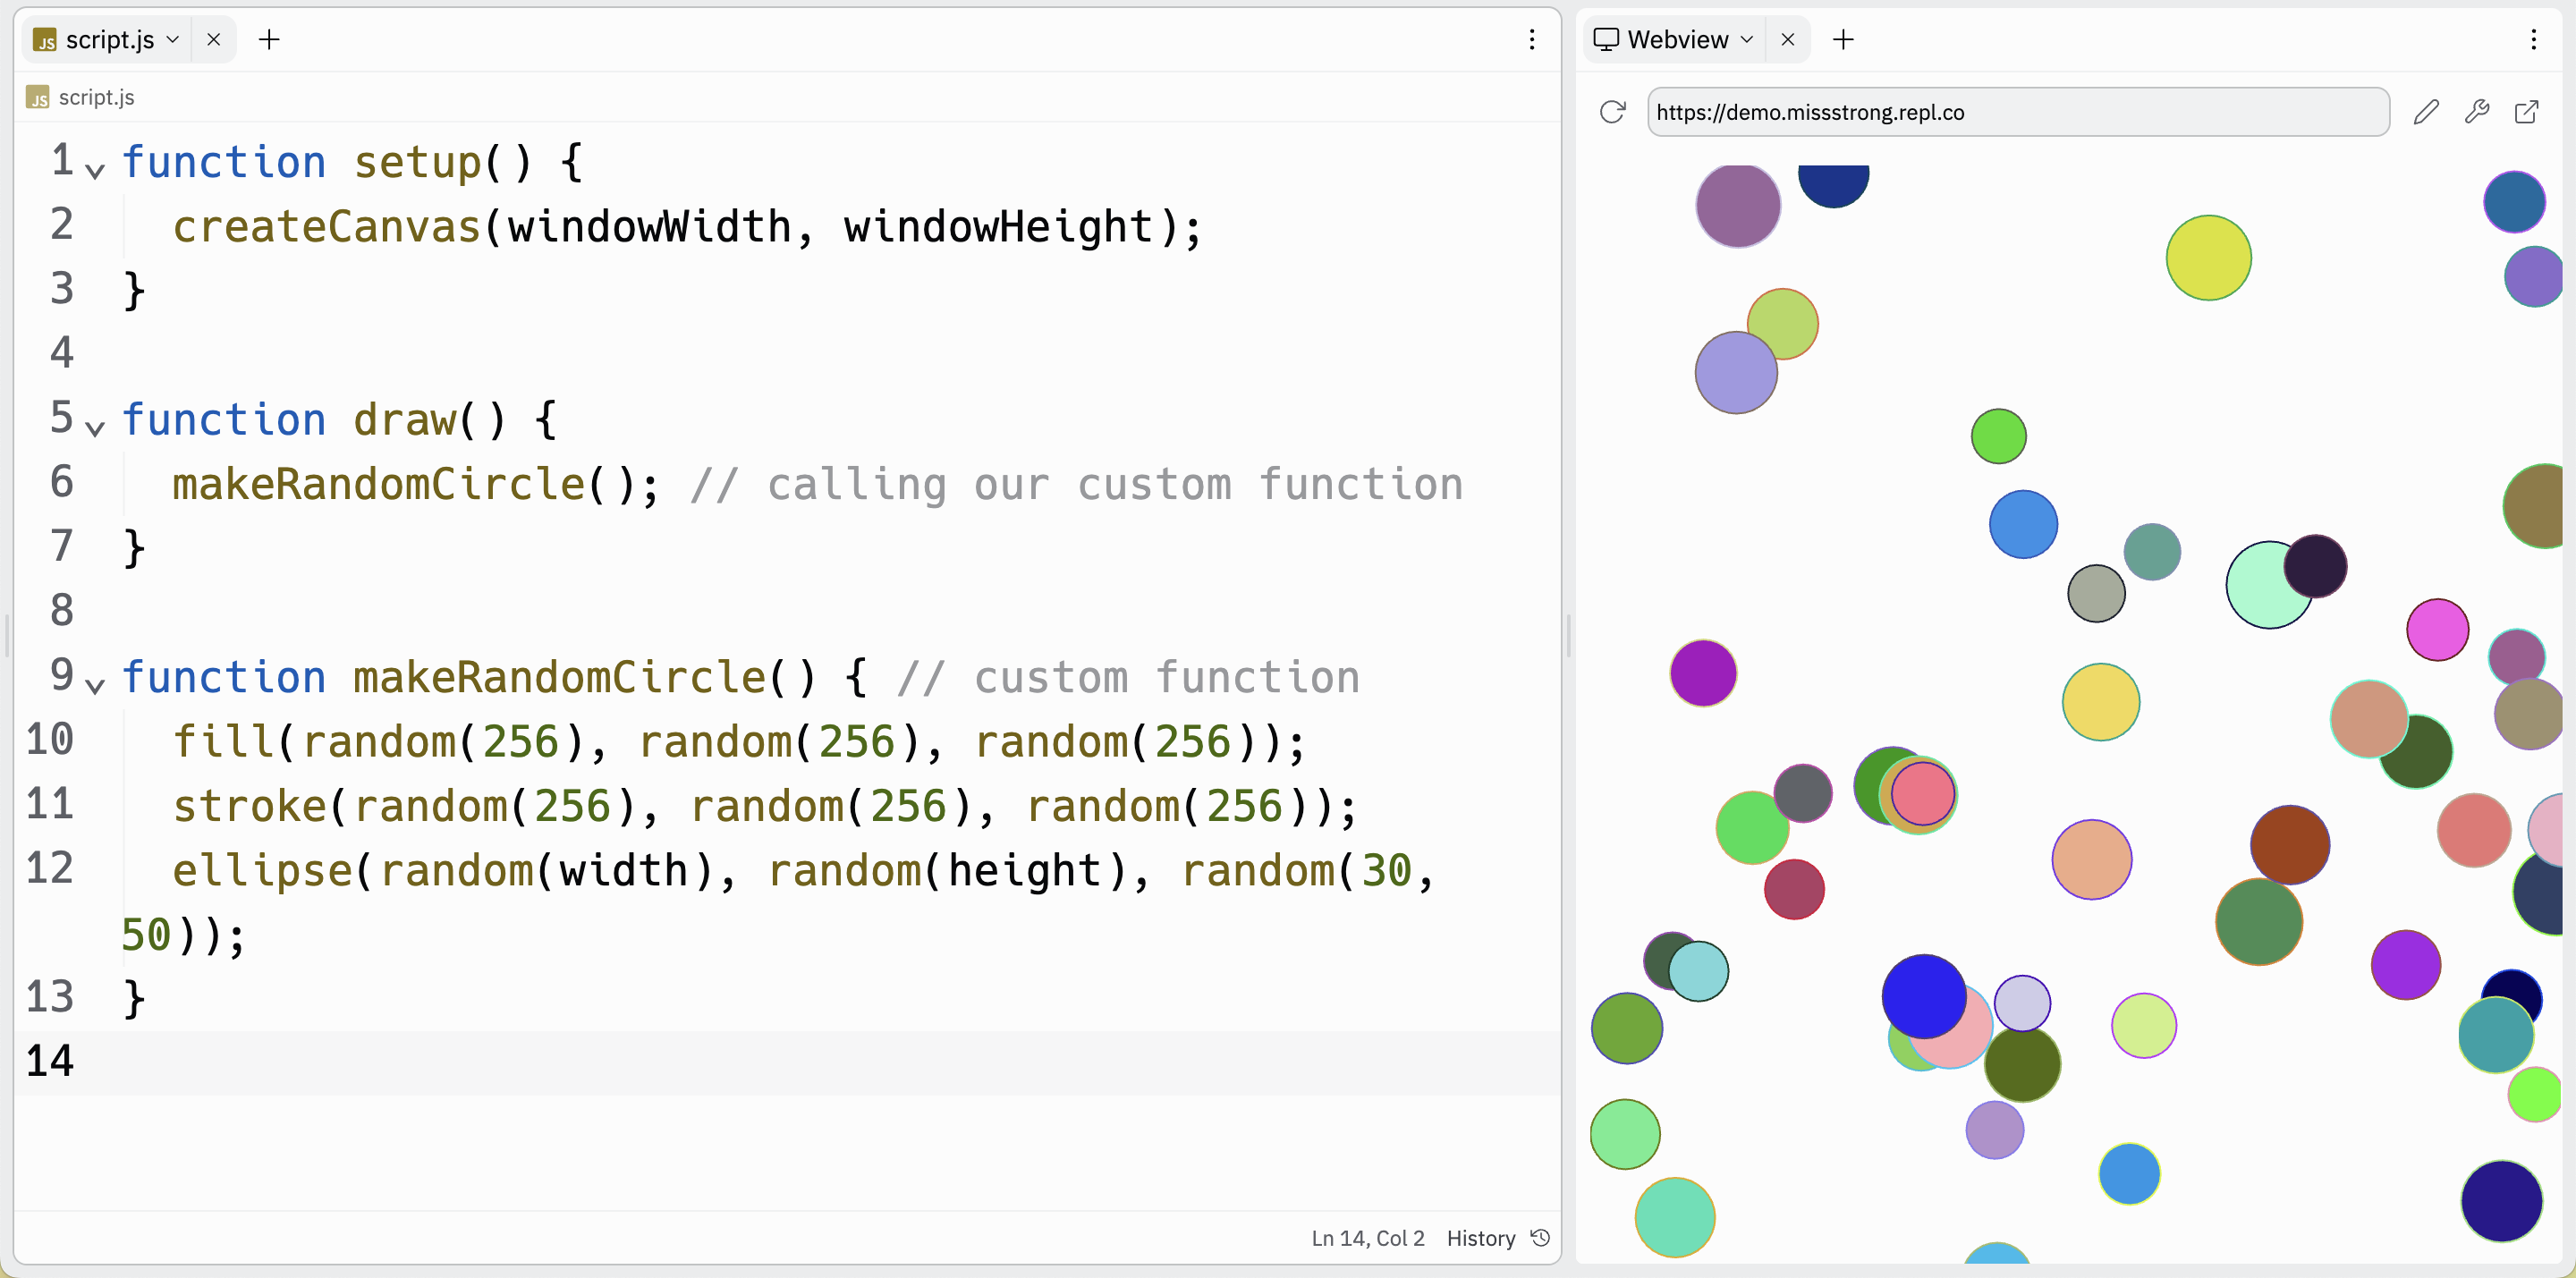 JS script.js
JS script.js
1 function setup() {
2   createCanvas(windowWidth, windowHeight);
3 }
4
5 function draw() {
6   makeRandomCircle(); // calling our custom function
7 }
8
9 function makeRandomCircle() { // custom function
10   fill(random(256), random(256), random(256));
11   stroke(random(256), random(256), random(256));
12   ellipse(random(width), random(height), random(30,
50));
13 }
14
Ln 14, Col 2 History
Webview
https://demo.missstrong.repl.co